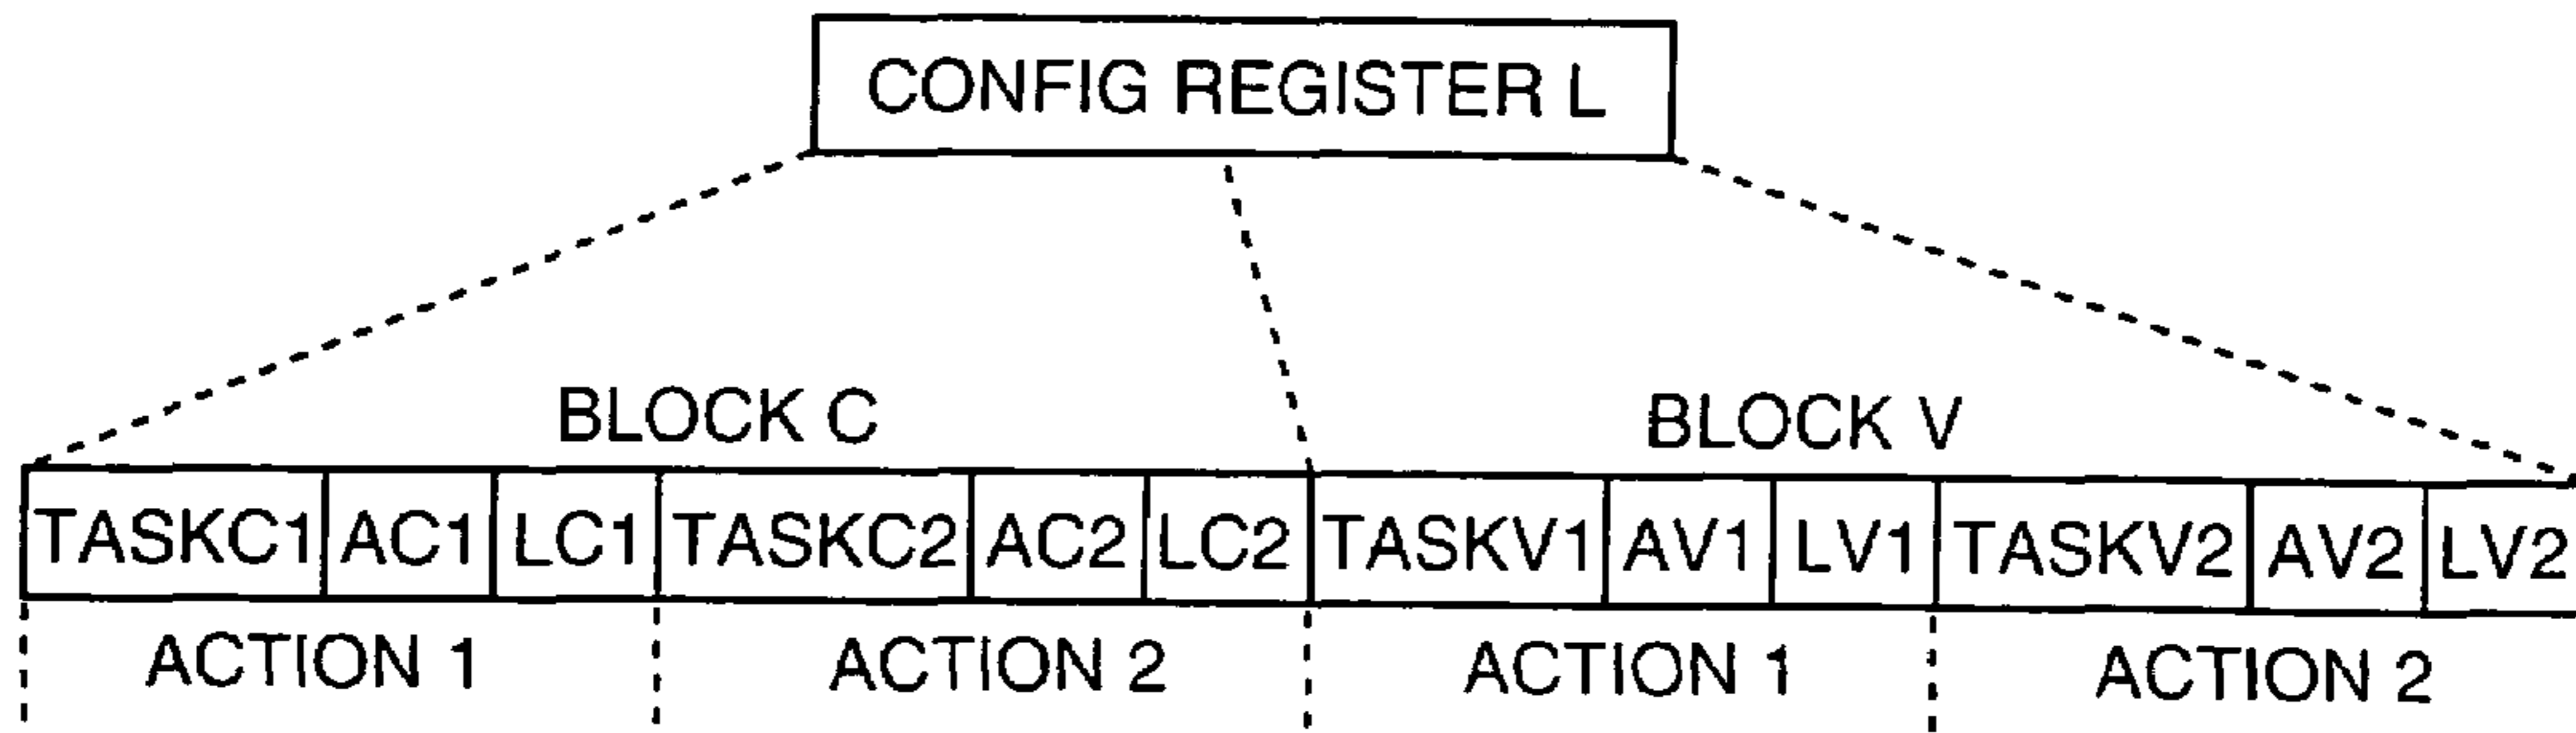 CONFIG REGISTER L
BLOCK C BLOCK V
TASKC1 AC1 LC1 TASKC2 AC2 LC2 TASKV1 AV1 LV1 TASKV2 AV2 LV2
ACTION 1 ACTION 2 ACTION 1 ACTION 2